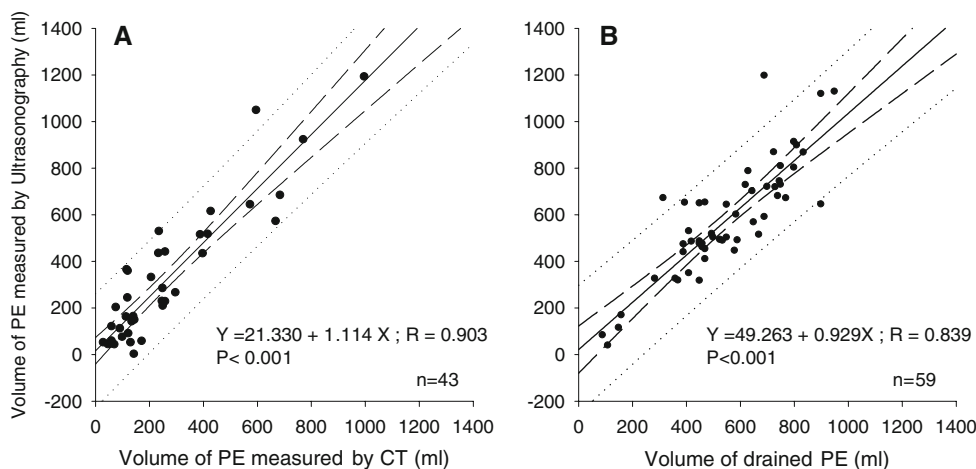 A
B
Volume of PE measured by Ultrasonography (ml)
1400
1200
1000
800
600
400
200
0
-200
Y =21.330 + 1.114 X ; R = 0.903
P< 0.001
n=43
0 200 400 600 800 1000 1200 1400
Volume of PE measured by CT (ml)
1400
1200
1000
800
600
400
200
0
-200
Y=49.263 + 0.929X ; R = 0.839
P<0.001
n=59
0 200 400 600 800 1000 1200 1400
Volume of drained PE (ml)